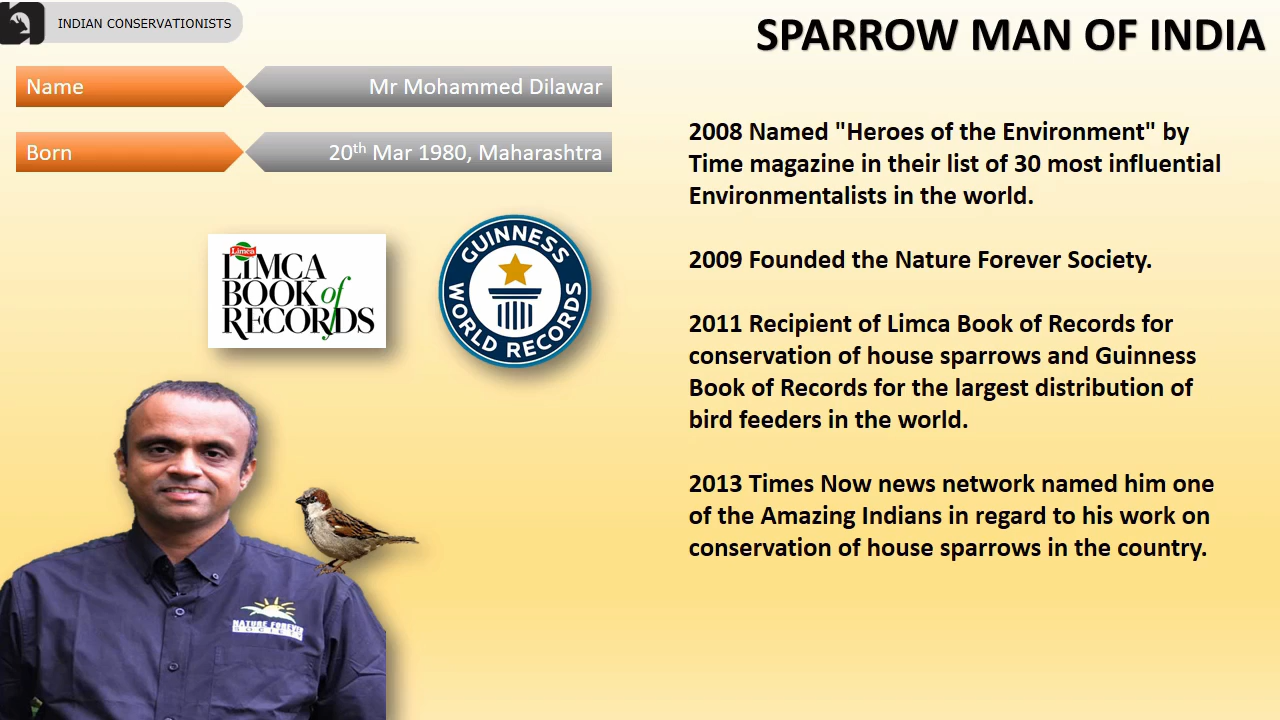 INDIAN CONSERVATIONISTS
SPARROW MAN OF INDIA
Name
Mr Mohammed Dilawar
Born
20th Mar 1980, Maharashtra
Limca
LIMCA
BOOK of
RECORDS
GUINNESS
WORLD RECORDS
NATURE FOREVER
SOCIETY
2008 Named "Heroes of the Environment" by
Time magazine in their list of 30 most influential
Environmentalists in the world.
2009 Founded the Nature Forever Society.
2011 Recipient of Limca Book of Records for
conservation of house sparrows and Guinness
Book of Records for the largest distribution of
bird feeders in the world.
2013 Times Now news network named him one
of the Amazing Indians in regard to his work on
conservation of house sparrows in the country.